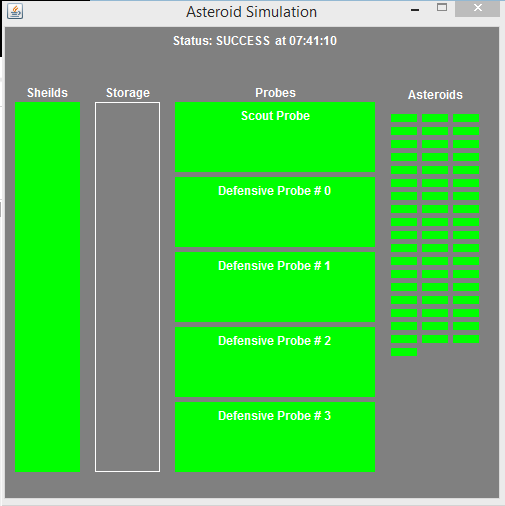 Asteroid Simulation
Status: SUCCESS at 07:41:10
Sheilds
Storage
Probes
Asteroids
Scout Probe
Defensive Probe # 0
Defensive Probe # 1
Defensive Probe # 2
Defensive Probe # 3